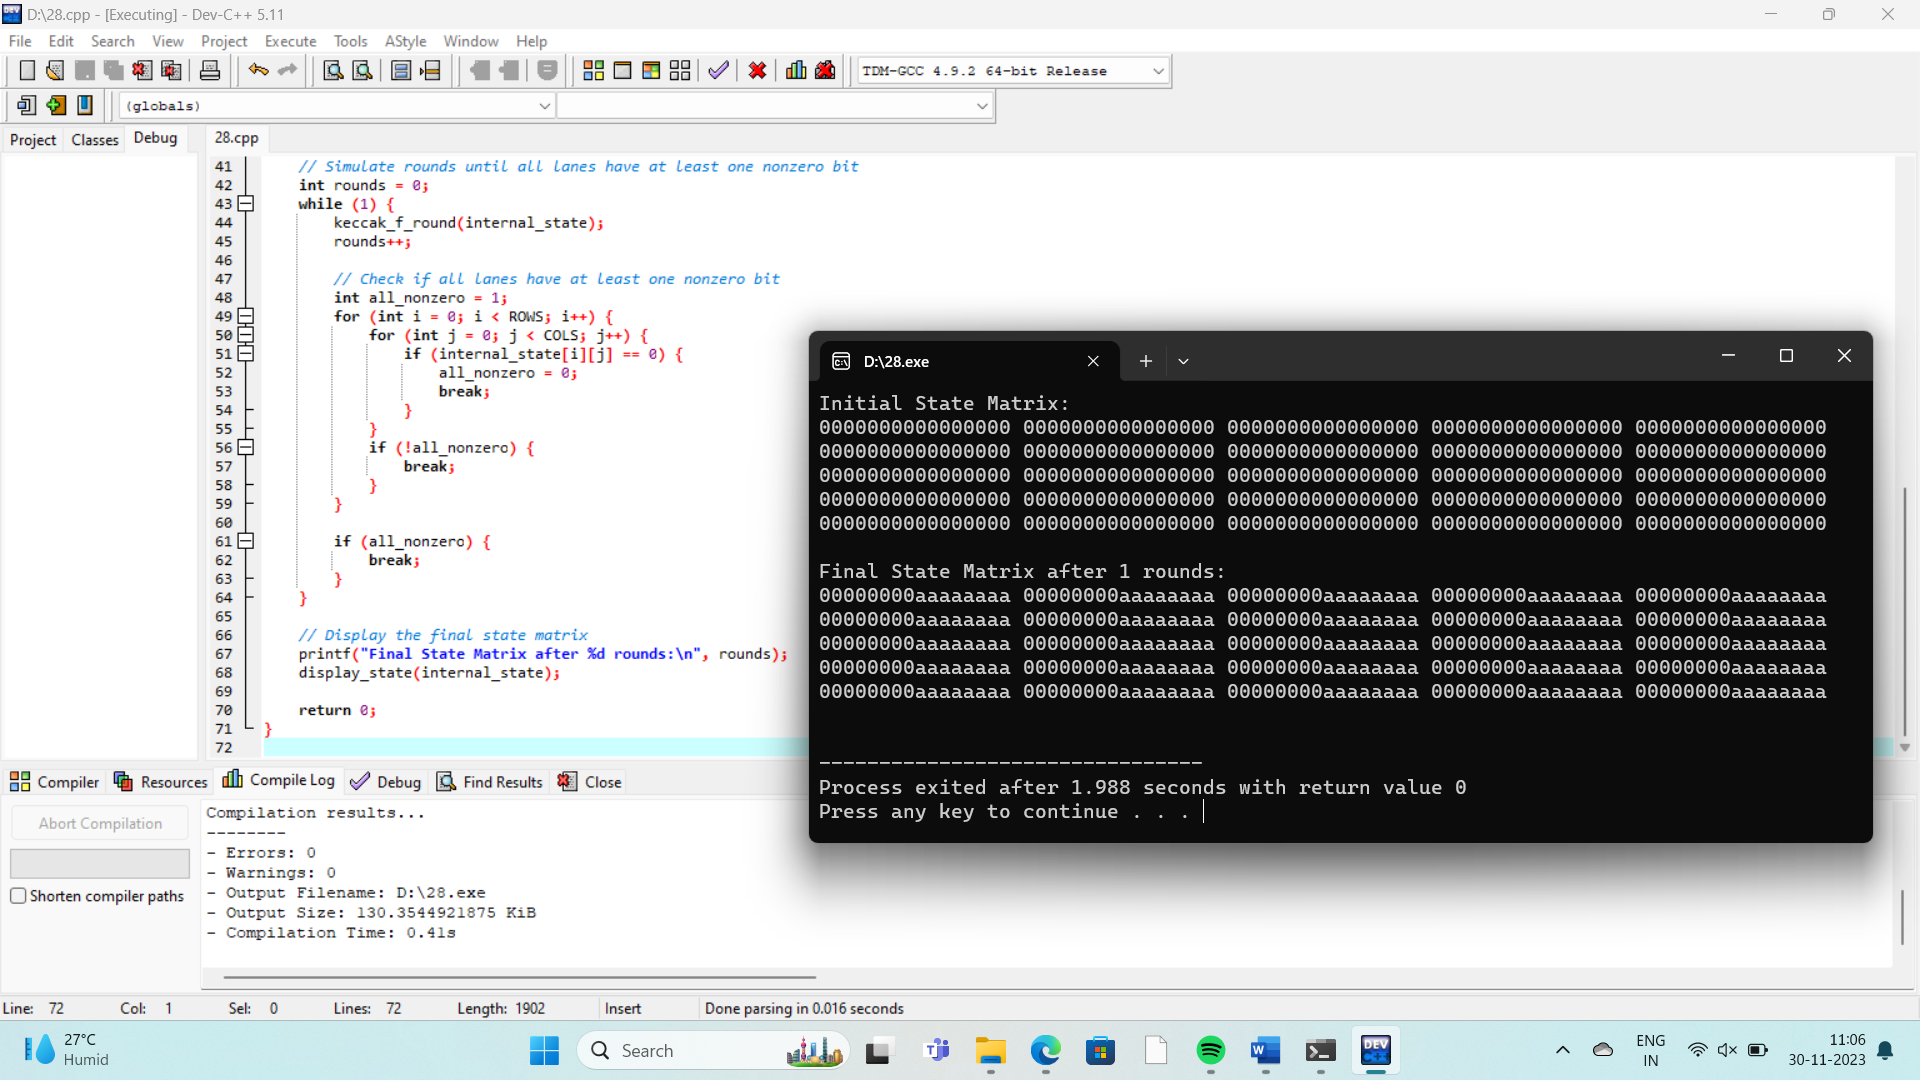 D:\28.cpp - [Executing] - Dev-C++ 5.11
File Edit Search View Project Execute Tools AStyle Window Help
TDM-GCC 4.9.2 64-bit Release
(globals)
Project Classes Debug 28.cpp
41 // Simulate rounds until all lanes have at least one nonzero bit
42 int rounds = 0;
43 while (1) {
44 keccak_f_round(internal_state);
45 rounds++;
46
47 // Check if all lanes have at least one nonzero bit
48 int all_nonzero = 1;
49 for (int i = 0; i < ROWS; i++) {
50 for (int j = 0; j < COLS; j++) {
51 if (internal_state[i][j] == 0) {
52 all_nonzero = 0;
53 break;
54 }
55 }
56 if (!all_nonzero) {
57 break;
58 }
59 }
60
61 if (all_nonzero) {
62 break;
63 }
64 }
65
66 // Display the final state matrix
67 printf("Final State Matrix after %d rounds:\n", rounds);
68 display_state(internal_state);
69
70 return 0;
71 }
72
D:\28.exe
Initial State Matrix:
0000000000000000 0000000000000000 0000000000000000 0000000000000000 0000000000000000
0000000000000000 0000000000000000 0000000000000000 0000000000000000 0000000000000000
0000000000000000 0000000000000000 0000000000000000 0000000000000000 0000000000000000
0000000000000000 0000000000000000 0000000000000000 0000000000000000 0000000000000000
0000000000000000 0000000000000000 0000000000000000 0000000000000000 0000000000000000
Final State Matrix after 1 rounds:
00000000aaaaaaaa 00000000aaaaaaaa 00000000aaaaaaaa 00000000aaaaaaaa 00000000aaaaaaaa
00000000aaaaaaaa 00000000aaaaaaaa 00000000aaaaaaaa 00000000aaaaaaaa 00000000aaaaaaaa
00000000aaaaaaaa 00000000aaaaaaaa 00000000aaaaaaaa 00000000aaaaaaaa 00000000aaaaaaaa
00000000aaaaaaaa 00000000aaaaaaaa 00000000aaaaaaaa 00000000aaaaaaaa 00000000aaaaaaaa
00000000aaaaaaaa 00000000aaaaaaaa 00000000aaaaaaaa 00000000aaaaaaaa 00000000aaaaaaaa
--------------------------------
Process exited after 1.988 seconds with return value 0
Press any key to continue . . .
Compiler Resources Compile Log Debug Find Results Close
Abort Compilation
Shorten compiler paths
Compilation results...
--------
- Errors: 0
- Warnings: 0
- Output Filename: D:\28.exe
- Output Size: 130.3544921875 KiB
- Compilation Time: 0.41s
Line: 72 Col: 1 Sel: 0 Lines: 72 Length: 1902 Insert Done parsing in 0.016 seconds
27°C
Humid
Search
DEV
C++
ENG
IN
11:06
30-11-2023